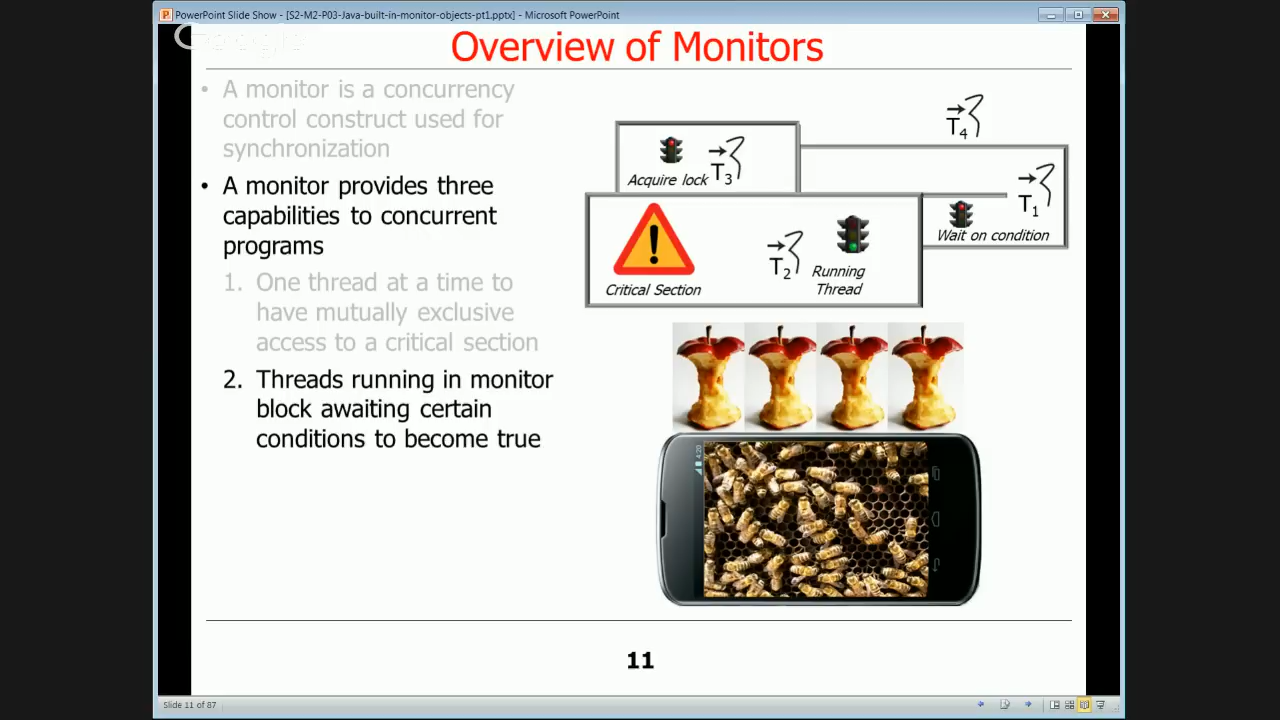 PowerPoint Slide Show - [S2-M2-P03-Java-built-in-monitor-objects-pt1.pptx] - Microsoft PowerPoint
Overview of Monitors
• A monitor is a concurrency
control construct used for
synchronization
• A monitor provides three
capabilities to concurrent
programs
1. One thread at a time to
have mutually exclusive
access to a critical section
2. Threads running in monitor
block awaiting certain
conditions to become true
T4
Acquire lock
T3
T1
Wait on condition
Critical Section
T2
Running
Thread
4:20
11
Slide 11 of 87